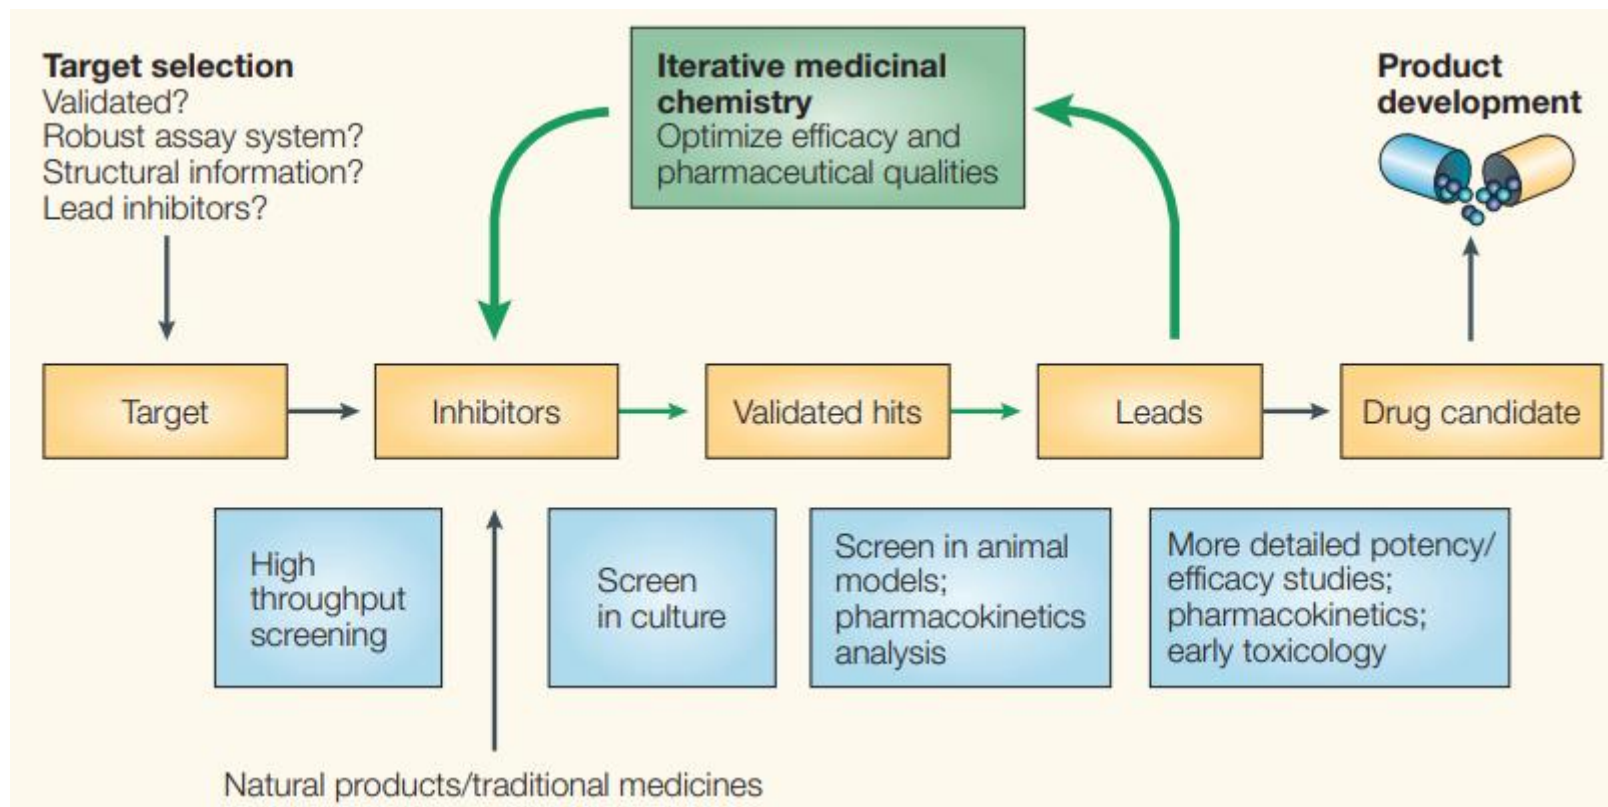 Target selection
Validated?
Robust assay system?
Structural information?
Lead inhibitors?
Iterative medicinal
chemistry
Optimize efficacy and
pharmaceutical qualities
Product
development
Target
Inhibitors
Validated hits
Leads
Drug candidate
High
throughput
screening
Screen
in culture
Screen in animal
models;
pharmacokinetics
analysis
More detailed potency/
efficacy studies;
pharmacokinetics;
early toxicology
Natural products/traditional medicines